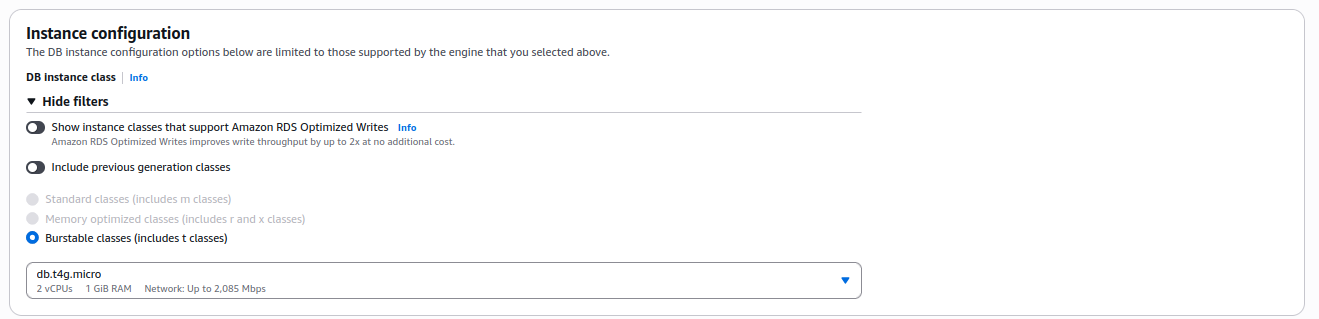 Instance configuration
The DB instance configuration options below are limited to those supported by the engine that you selected above.
DB instance class | Info
Hide filters
Show instance classes that support Amazon RDS Optimized Writes Info
Amazon RDS Optimized Writes improves write throughput by up to 2x at no additional cost.
Include previous generation classes
Standard classes (includes m classes)
Memory optimized classes (includes r and x classes)
Burstable classes (includes t classes)
db.t4g.micro
2 vCPUs 1 GiB RAM Network: Up to 2,085 Mbps